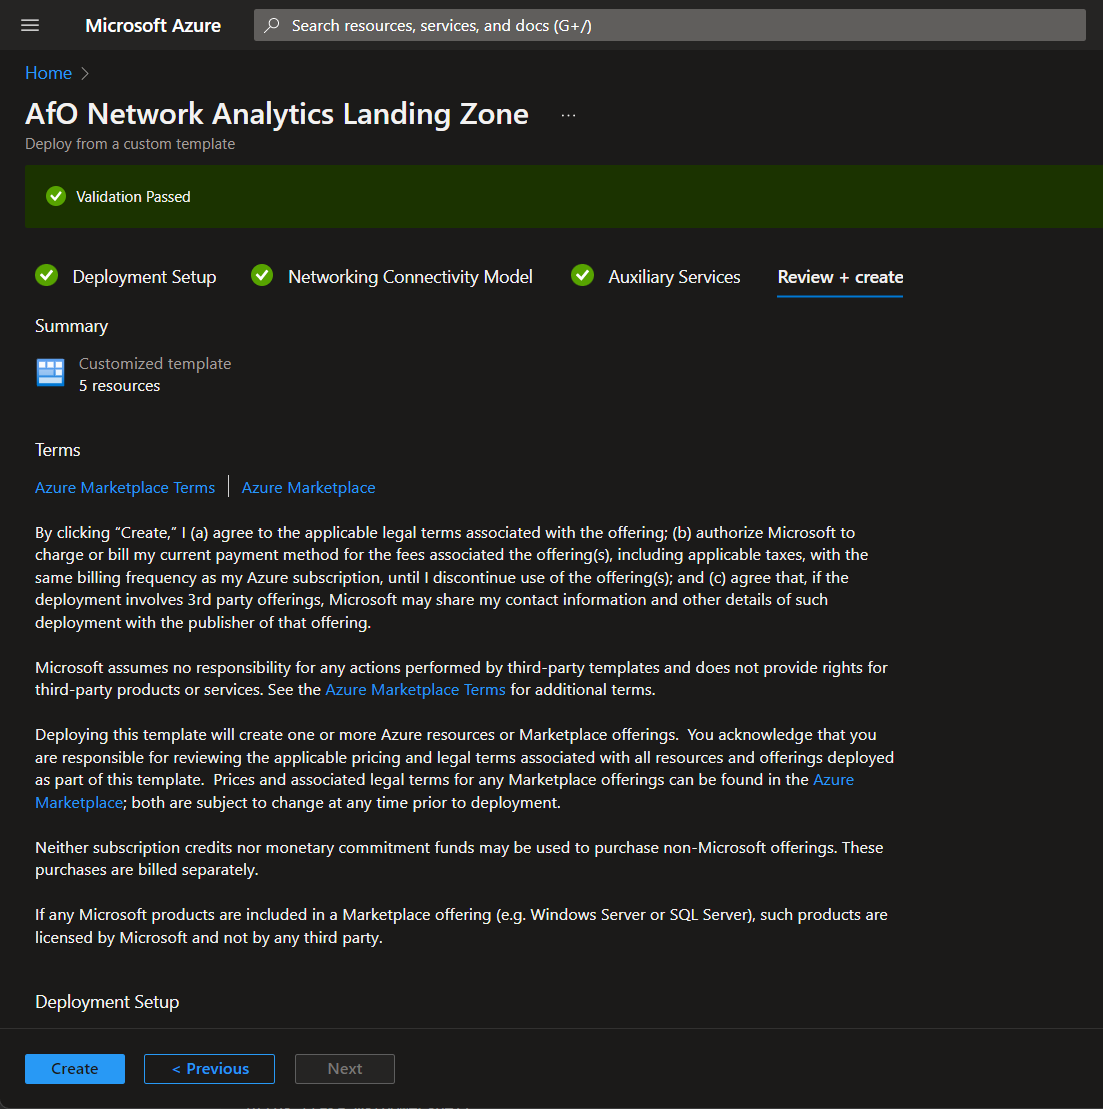 Microsoft Azure
Search resources, services, and docs (G+/)
Home
AfO Network Analytics Landing Zone ...
Deploy from a custom template
Validation Passed
Deployment Setup
Networking Connectivity Model
Auxiliary Services
Review + create
Summary
Customized template
5 resources
Terms
Azure Marketplace Terms | Azure Marketplace
By clicking “Create,” I (a) agree to the applicable legal terms associated with the offering; (b) authorize Microsoft to
charge or bill my current payment method for the fees associated the offering(s), including applicable taxes, with the
same billing frequency as my Azure subscription, until I discontinue use of the offering(s); and (c) agree that, if the
deployment involves 3rd party offerings, Microsoft may share my contact information and other details of such
deployment with the publisher of that offering.
Microsoft assumes no responsibility for any actions performed by third-party templates and does not provide rights for
third-party products or services. See the Azure Marketplace Terms for additional terms.
Deploying this template will create one or more Azure resources or Marketplace offerings.  You acknowledge that you
are responsible for reviewing the applicable pricing and legal terms associated with all resources and offerings deployed
as part of this template.  Prices and associated legal terms for any Marketplace offerings can be found in the Azure
Marketplace; both are subject to change at any time prior to deployment.
Neither subscription credits nor monetary commitment funds may be used to purchase non-Microsoft offerings. These
purchases are billed separately.
If any Microsoft products are included in a Marketplace offering (e.g. Windows Server or SQL Server), such products are
licensed by Microsoft and not by any third party.
Deployment Setup
Create
< Previous
Next